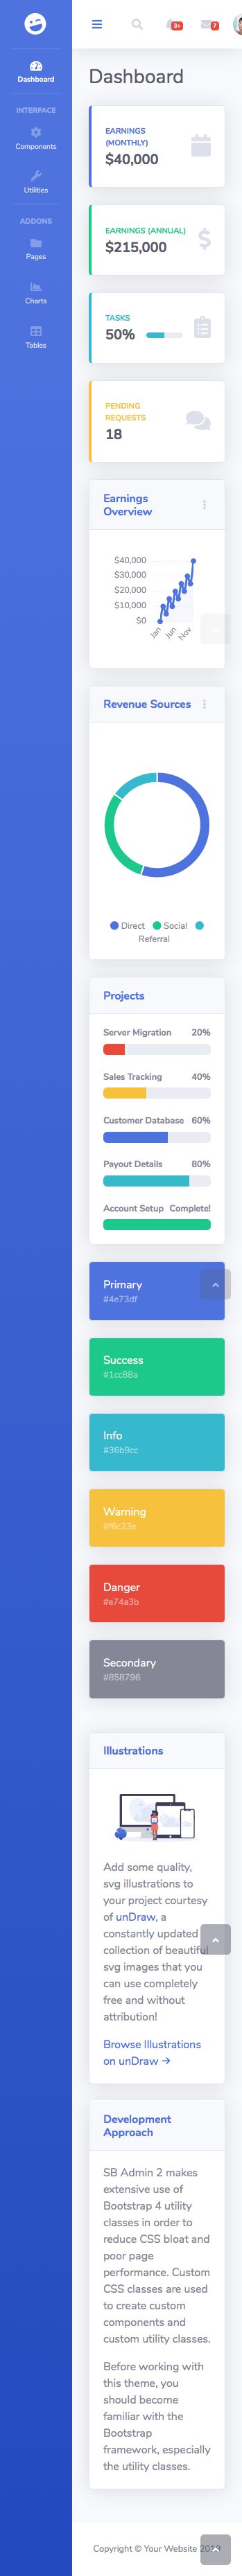 Dashboard
INTERFACE
Components
Utilities
ADDONS
Pages
Charts
Tables
3+
7
Dashboard
EARNINGS
(MONTHLY)
$40,000
EARNINGS (ANNUAL)
$215,000
TASKS
50%
PENDING
REQUESTS
18
Earnings
Overview
$40,000
$30,000
$20,000
$10,000
$0
Jan
Jun
Nov
Revenue Sources
Direct Social
Referral
Projects
Server Migration 20%
Sales Tracking 40%
Customer Database 60%
Payout Details 80%
Account Setup Complete!
Primary
#4e73df
Success
#1cc88a
Info
#36b9cc
Warning
#f6c23e
Danger
#e74a3b
Secondary
#858796
Illustrations
Add some quality,
svg illustrations to
your project courtesy
of unDraw, a
constantly updated
collection of beautiful
svg images that you
can use completely
free and without
attribution!
Browse Illustrations
on unDraw →
Development
Approach
SB Admin 2 makes
extensive use of
Bootstrap 4 utility
classes in order to
reduce CSS bloat and
poor page
performance. Custom
CSS classes are used
to create custom
components and
custom utility classes.
Before working with
this theme, you
should become
familiar with the
Bootstrap
framework, especially
the utility classes.
Copyright © Your Website 2019